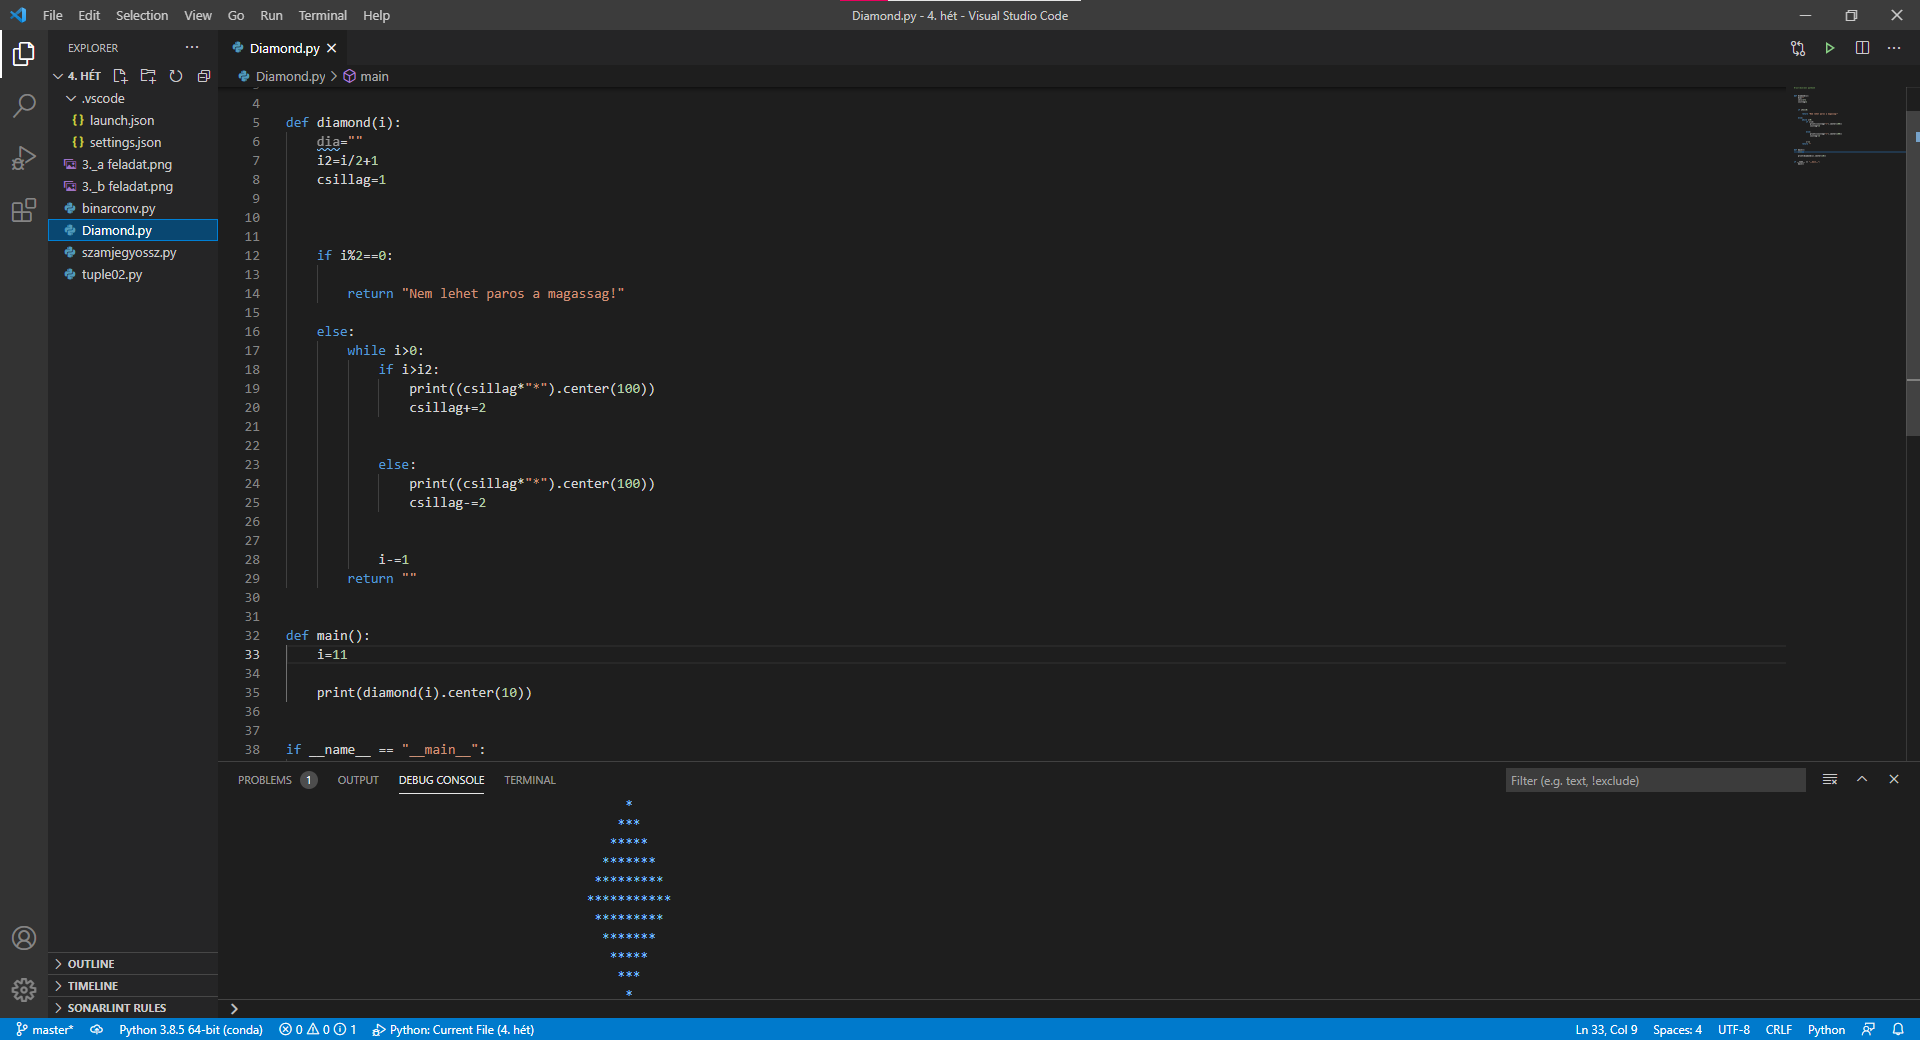 File Edit Selection View Go Run Terminal Help
Diamond.py - 4. hét - Visual Studio Code
EXPLORER
4. HÉT
.vscode
{} launch.json
{} settings.json
3._a feladat.png
3._b feladat.png
binarconv.py
Diamond.py
szamjegyossz.py
tuple02.py
OUTLINE
TIMELINE
SONARLINT RULES
Diamond.py
Diamond.py > main
4
5 def diamond(i):
6 dia=""
7 i2=i/2+1
8 csillag=1
9
10
11
12 if i%2==0:
13
14 return "Nem lehet paros a magassag!"
15
16 else:
17 while i>0:
18 if i>i2:
19 print((csillag*"*").center(100))
20 csillag+=2
21
22
23 else:
24 print((csillag*"*").center(100))
25 csillag-=2
26
27
28 i-=1
29 return ""
30
31
32 def main():
33 i=11
34
35 print(diamond(i).center(10))
36
37
38 if __name__ == "__main__":
PROBLEMS 1 OUTPUT DEBUG CONSOLE TERMINAL
Filter (e.g. text, !exclude)
*
***
*****
*******
*********
***********
*********
*******
*****
***
*
master* Python 3.8.5 64-bit (conda) 0 0 1 Python: Current File (4. hét)
Ln 33, Col 9 Spaces: 4 UTF-8 CRLF Python